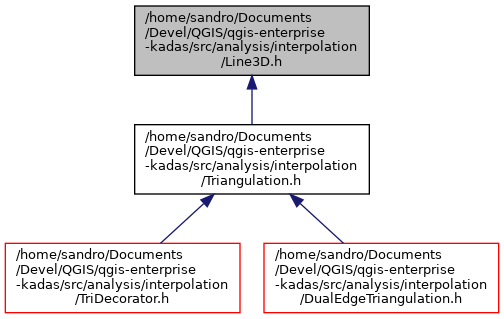 /home/sandro/Documents
/Devel/QGIS/qgis-enterprise
-kadas/src/analysis/interpolation
/Line3D.h
/home/sandro/Documents
/Devel/QGIS/qgis-enterprise
-kadas/src/analysis/interpolation
/Triangulation.h
/home/sandro/Documents
/Devel/QGIS/qgis-enterprise
-kadas/src/analysis/interpolation
/TriDecorator.h
/home/sandro/Documents
/Devel/QGIS/qgis-enterprise
-kadas/src/analysis/interpolation
/DualEdgeTriangulation.h